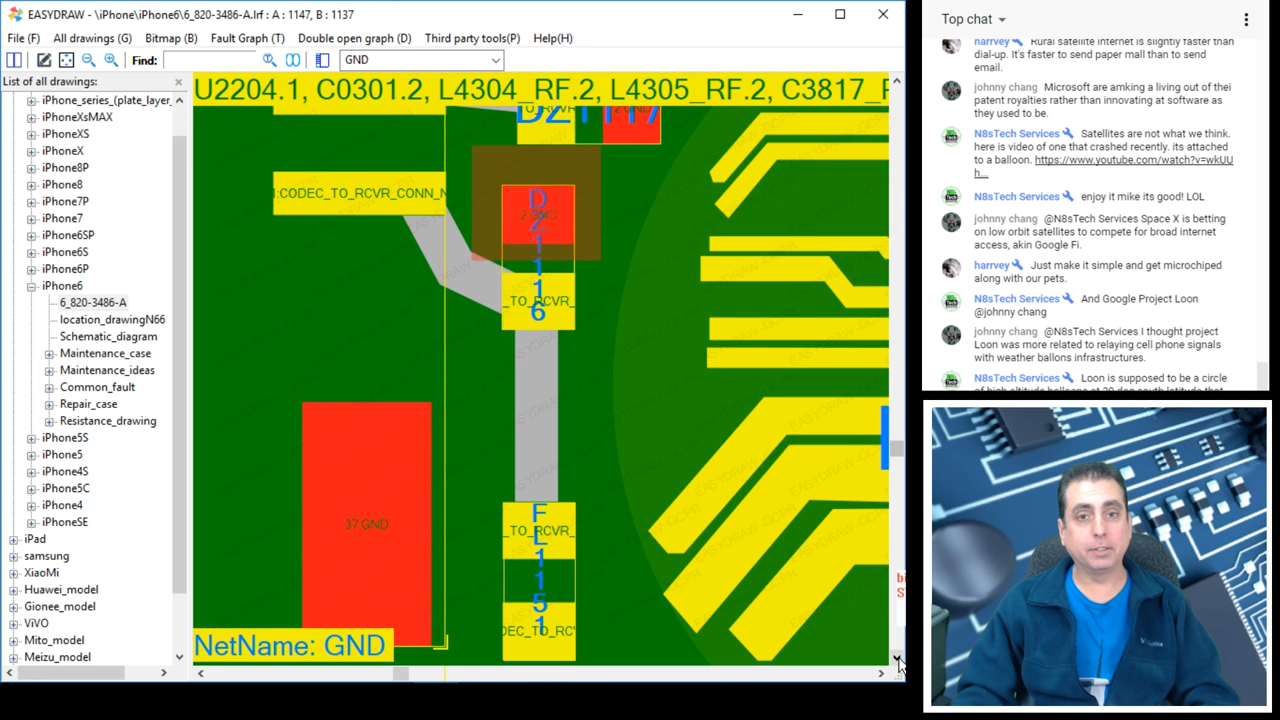 EASYDRAW - \iPhone\iPhone6\6_820-3486-A.lrf : A : 1147, B : 1137
File (F) All drawings (G) Bitmap (B) Fault Graph (T) Double open graph (D) Third party tools(P) Help(H)
Find: GND
List of all drawings:
iPhone_series_(plate_layer_
iPhoneXsMAX
iPhoneXS
iPhoneX
iPhone8P
iPhone8
iPhone7P
iPhone7
iPhone6SP
iPhone6S
iPhone6P
iPhone6
6_820-3486-A
location_drawingN66
Schematic_diagram
Maintenance_case
Maintenance_ideas
Common_fault
Repair_case
Resistance_drawing
iPhone5S
iPhone5
iPhone4S
iPhone5C
iPhone4
iPhoneSE
iPad
samsung
XiaoMi
Huawei_model
Gionee_model
ViVO
Mito_model
Meizu_model
U2204.1, C0301.2, L4304_RF.2, L4305_RF.2, C3817_F
DZ1117
:CODEC_TO_RCVR_CONN_N
2 GND
DZ1116
_TO_RCVR_
37 GND
_TO_RCVR_
FL1151
DEC_TO_RCV
NetName: GND
Top chat
harrvey Rural satellite internet is slightly faster than
dial-up. It's faster to send paper mall than to send
email.
johnny chang Microsoft are amking a living out of their
patent royalties rather than innovating at software as
they used to be.
N8sTech Services Satellites are not what we think.
here is video of one that crashed recently. its attached
to a balloon. https://www.youtube.com/watch?v=wkUU
h...
N8sTech Services enjoy it mike its good! LOL
johnny chang @N8sTech Services Space X is betting
on low orbit satellites to compete for broad internet
access, akin Google Fi.
harrvey Just make it simple and get microchiped
along with our pets.
N8sTech Services And Google Project Loon
@johnny chang
johnny chang @N8sTech Services I thought project
Loon was more related to relaying cell phone signals
with weather ballons infrastructures.
N8sTech Services Loon is supposed to be a circle